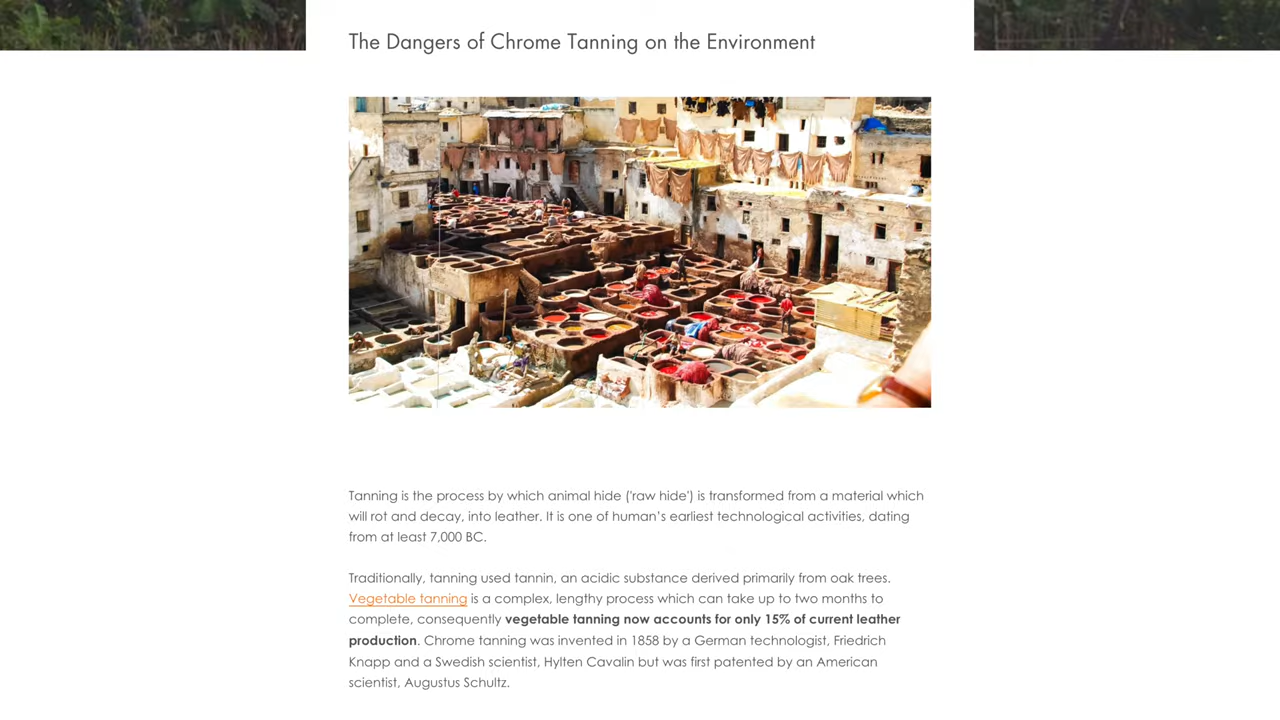 The Dangers of Chrome Tanning on the Environment
Tanning is the process by which animal hide ('raw hide') is transformed from a material which
will rot and decay, into leather. It is one of human’s earliest technological activities, dating
from at least 7,000 BC.
Traditionally, tanning used tannin, an acidic substance derived primarily from oak trees.
Vegetable tanning is a complex, lengthy process which can take up to two months to
complete, consequently vegetable tanning now accounts for only 15% of current leather
production. Chrome tanning was invented in 1858 by a German technologist, Friedrich
Knapp and a Swedish scientist, Hylten Cavalin but was first patented by an American
scientist, Augustus Schultz.